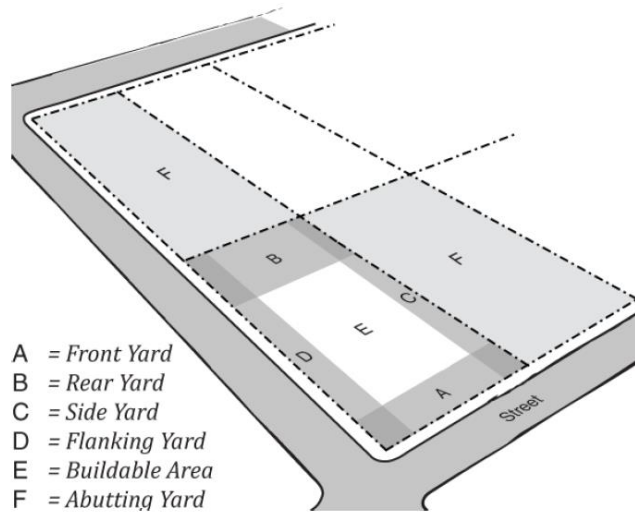 F
B
F
C
E
D
A
Street
A = Front Yard
B = Rear Yard
C = Side Yard
D = Flanking Yard
E = Buildable Area
F = Abutting Yard